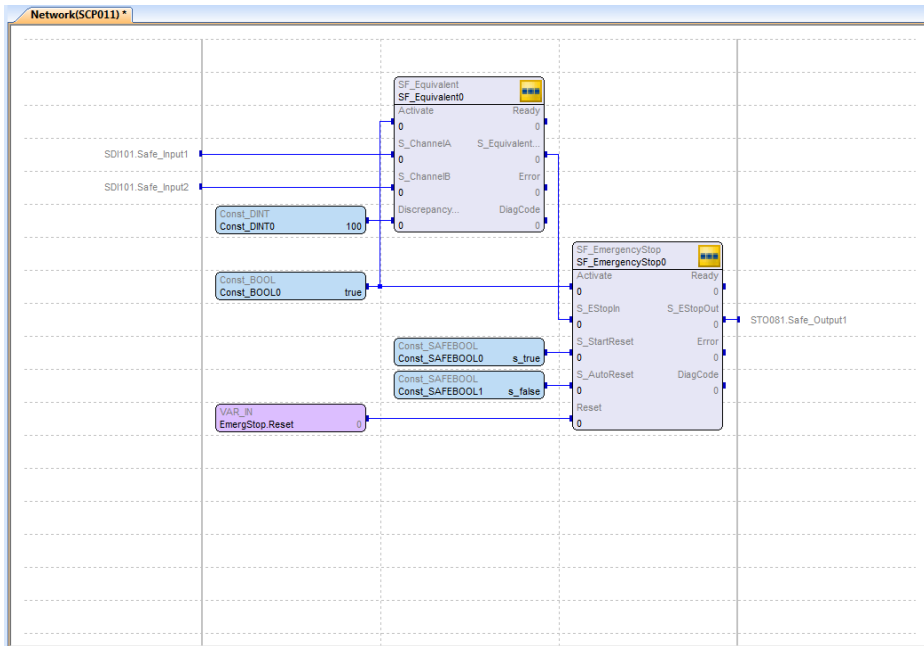 Network(SCP011) *
SF_Equivalent
SF_Equivalent0
Activate Ready
0 0
SDI101.Safe_Input1
S_ChannelA S_Equivalent...
0 0
SDI101.Safe_Input2
S_ChannelB Error
0 0
Const_DINT
Const_DINT0 100
Discrepancy... DiagCode
0 0
Const_BOOL
Const_BOOL0 true
SF_EmergencyStop
SF_EmergencyStop0
Activate Ready
0 0
S_EStopIn S_EStopOut
0 0
STO081.Safe_Output1
Const_SAFEBOOL
Const_SAFEBOOL0 s_true
S_StartReset Error
0 0
Const_SAFEBOOL
Const_SAFEBOOL1 s_false
S_AutoReset DiagCode
0 0
VAR_IN
EmergStop.Reset 0
Reset
0